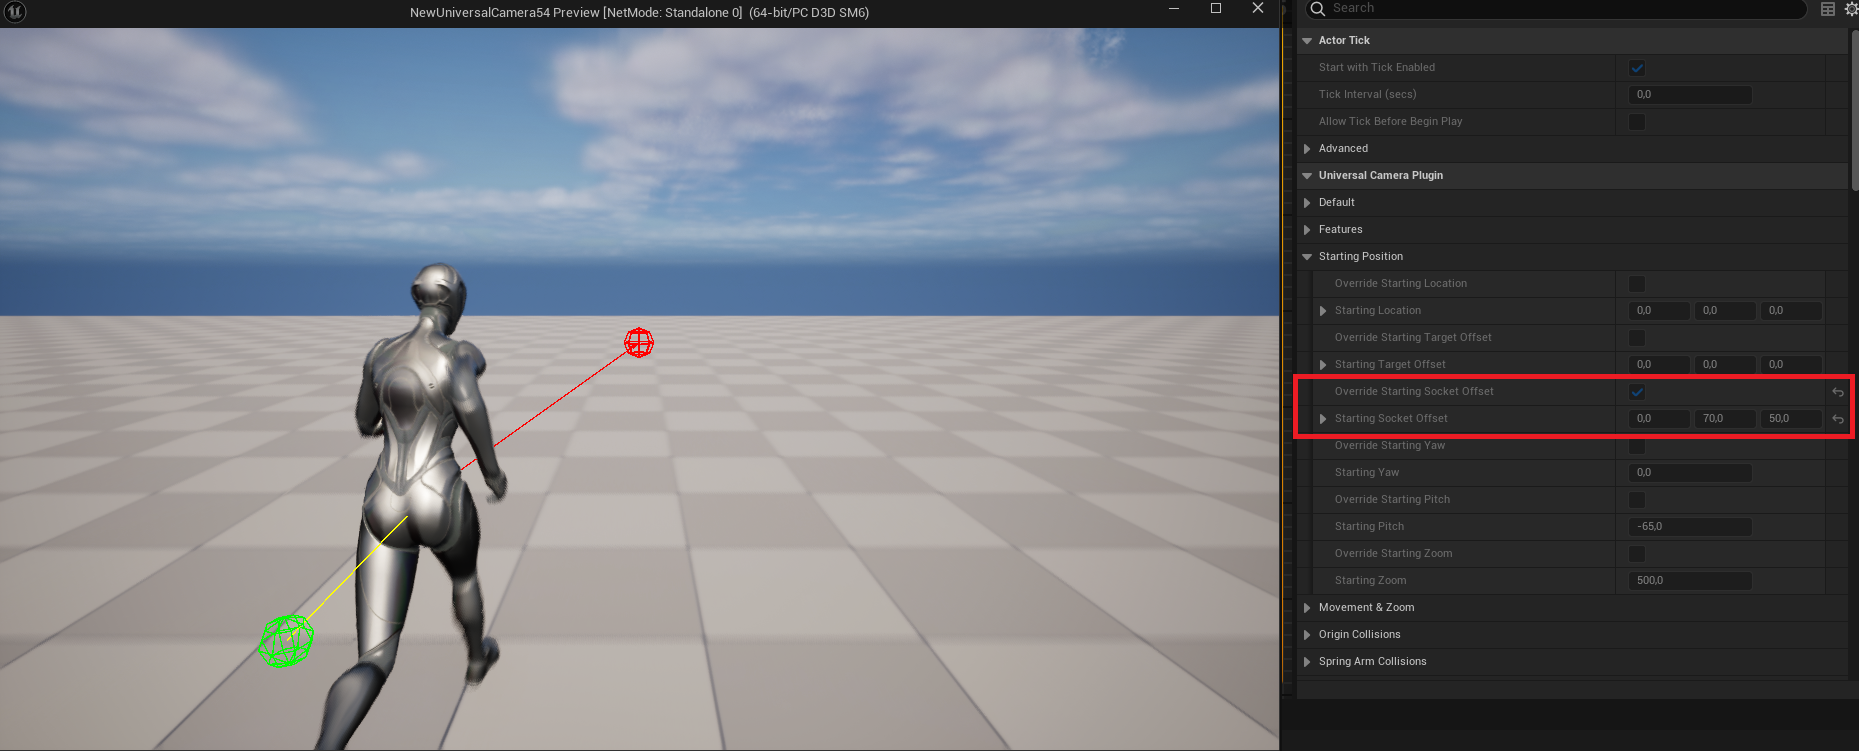 NewUniversalCamera54 Preview [NetMode: Standalone 0] (64-bit/PC D3D SM6)
Search
Actor Tick
Start with Tick Enabled
Tick Interval (secs) 0,0
Allow Tick Before Begin Play
Advanced
Universal Camera Plugin
Default
Features
Starting Position
Override Starting Location
Starting Location 0,0 0,0 0,0
Override Starting Target Offset
Starting Target Offset 0,0 0,0 0,0
Override Starting Socket Offset
Starting Socket Offset 0,0 70,0 50,0
Override Starting Yaw
Starting Yaw 0,0
Override Starting Pitch
Starting Pitch -65,0
Override Starting Zoom
Starting Zoom 500,0
Movement & Zoom
Origin Collisions
Spring Arm Collisions